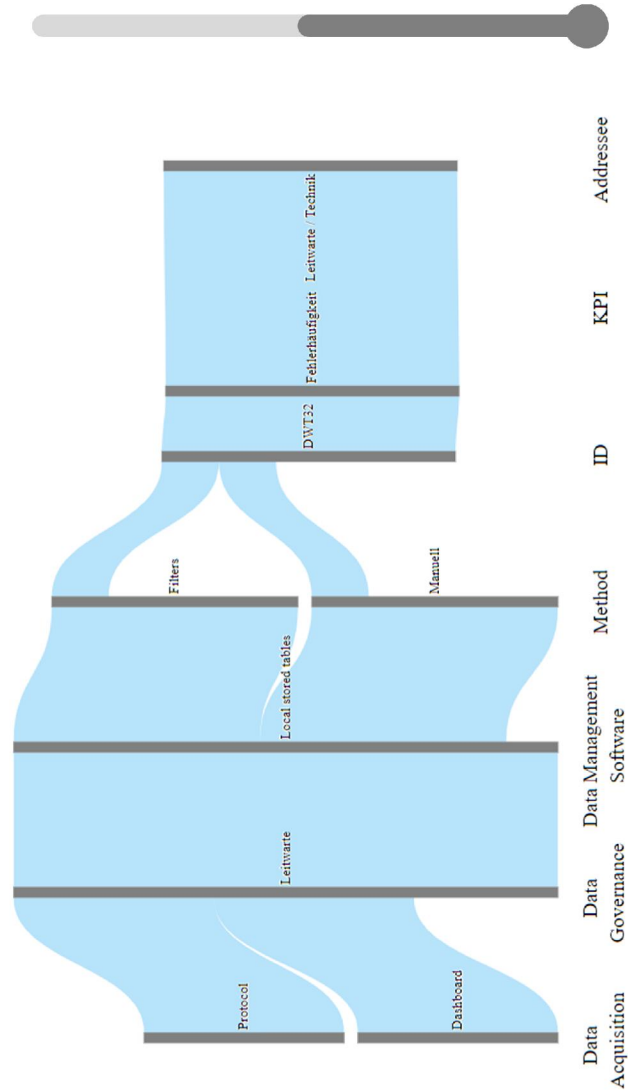 Protocol
Dashboard
Leitwarte
Local stored tables
Filters
Manuell
DWT32
Fehlerhäufigkeit
Leitwarte / Technik
Data
Acquisition
Data
Governance
Data Management
Software
Method
ID
KPI
Addressee